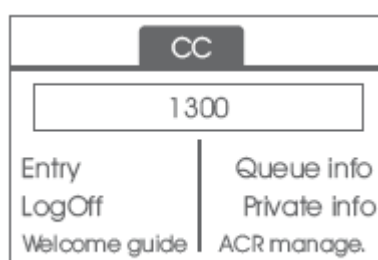 CC
1300
Entry Queue info
LogOff Private info
Welcome guide ACR manage.